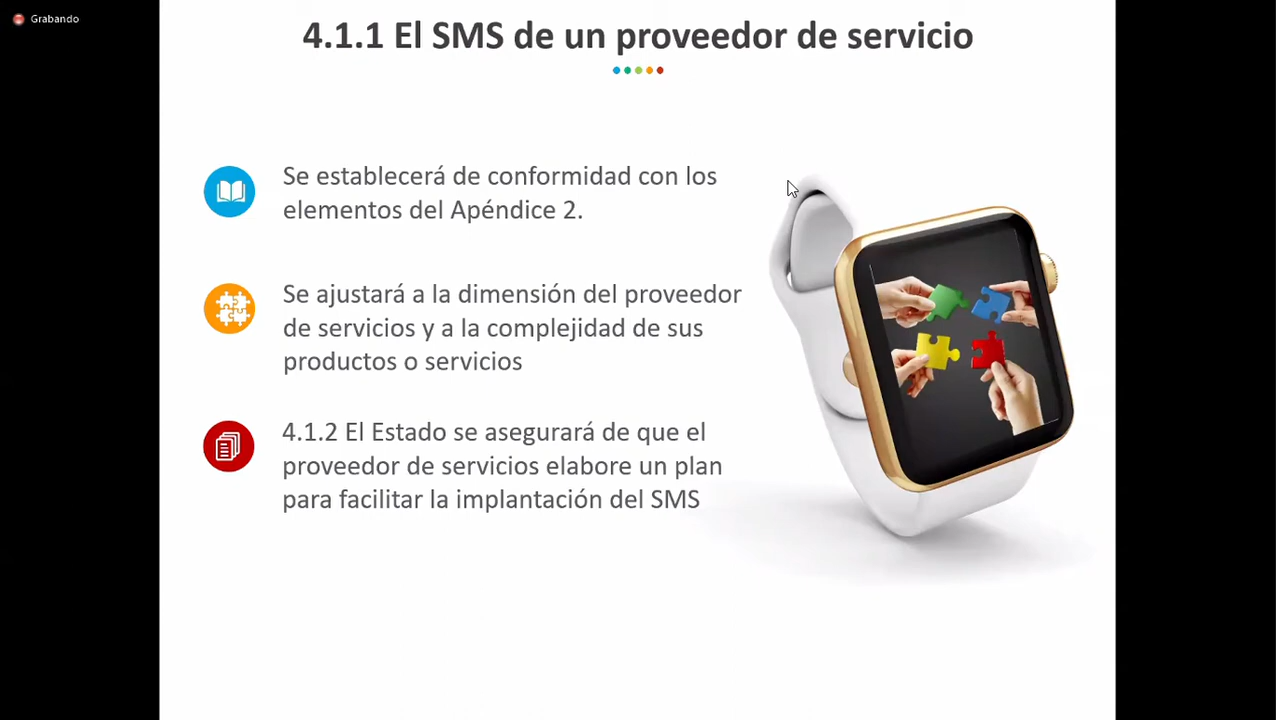 Grabando
4.1.1 El SMS de un proveedor de servicio
Se establecerá de conformidad con los
elementos del Apéndice 2.
Se ajustará a la dimensión del proveedor
de servicios y a la complejidad de sus
productos o servicios
4.1.2 El Estado se asegurará de que el
proveedor de servicios elabore un plan
para facilitar la implantación del SMS